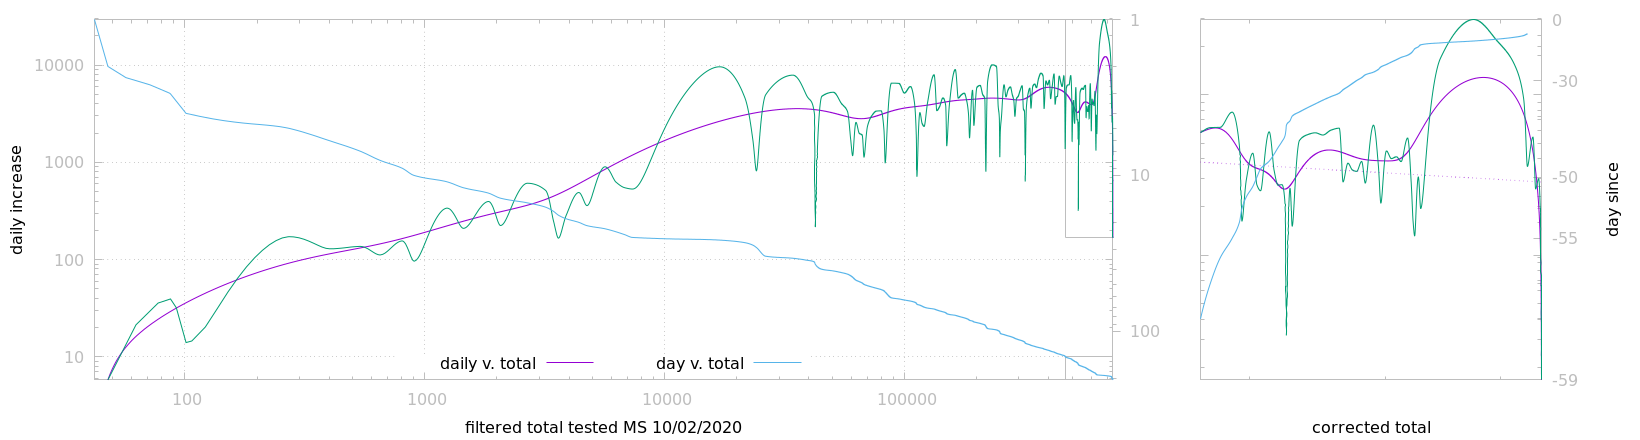 daily increase
10000
1000
100
10
100
1000
10000
100000
filtered total tested MS 10/02/2020
daily v. total
day v. total
1
10
100
0
-30
-50
-55
-59
day since
corrected total